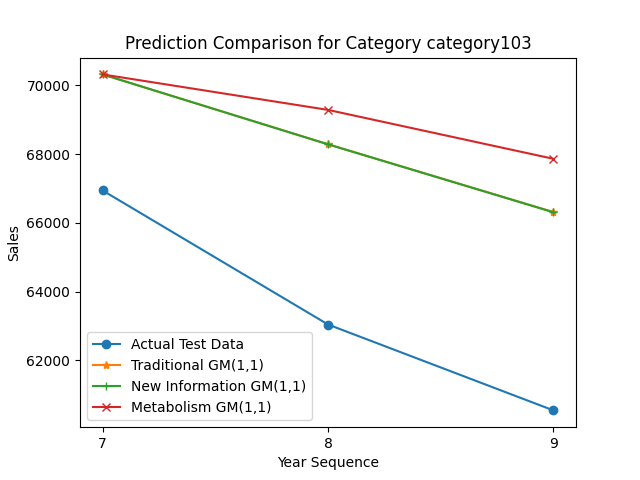 Prediction Comparison for Category category103
70000
68000
66000
64000
62000
Sales
Actual Test Data
Traditional GM(1,1)
New Information GM(1,1)
Metabolism GM(1,1)
7
8
9
Year Sequence